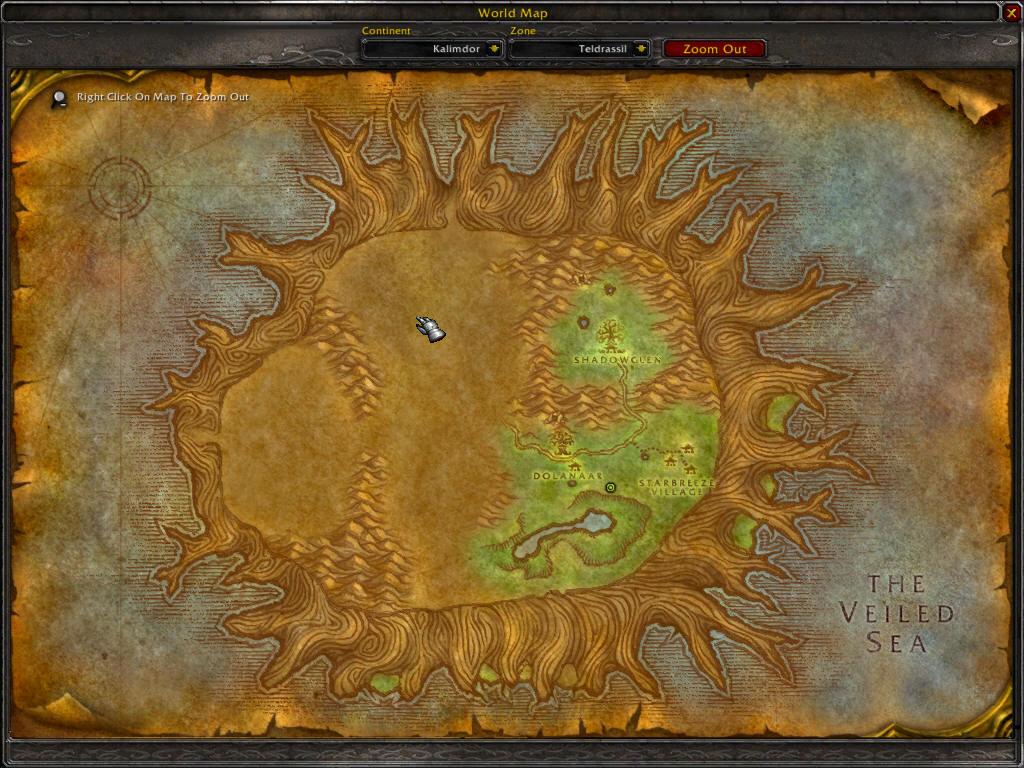 World Map
Continent
Zone
Kalimdor
Teldrassil
Zoom Out
Right Click On Map To Zoom Out
SHADOWGLEN
DOLANAAR
STARBREEZE
VILLAGE
THE
VEILED
SEA